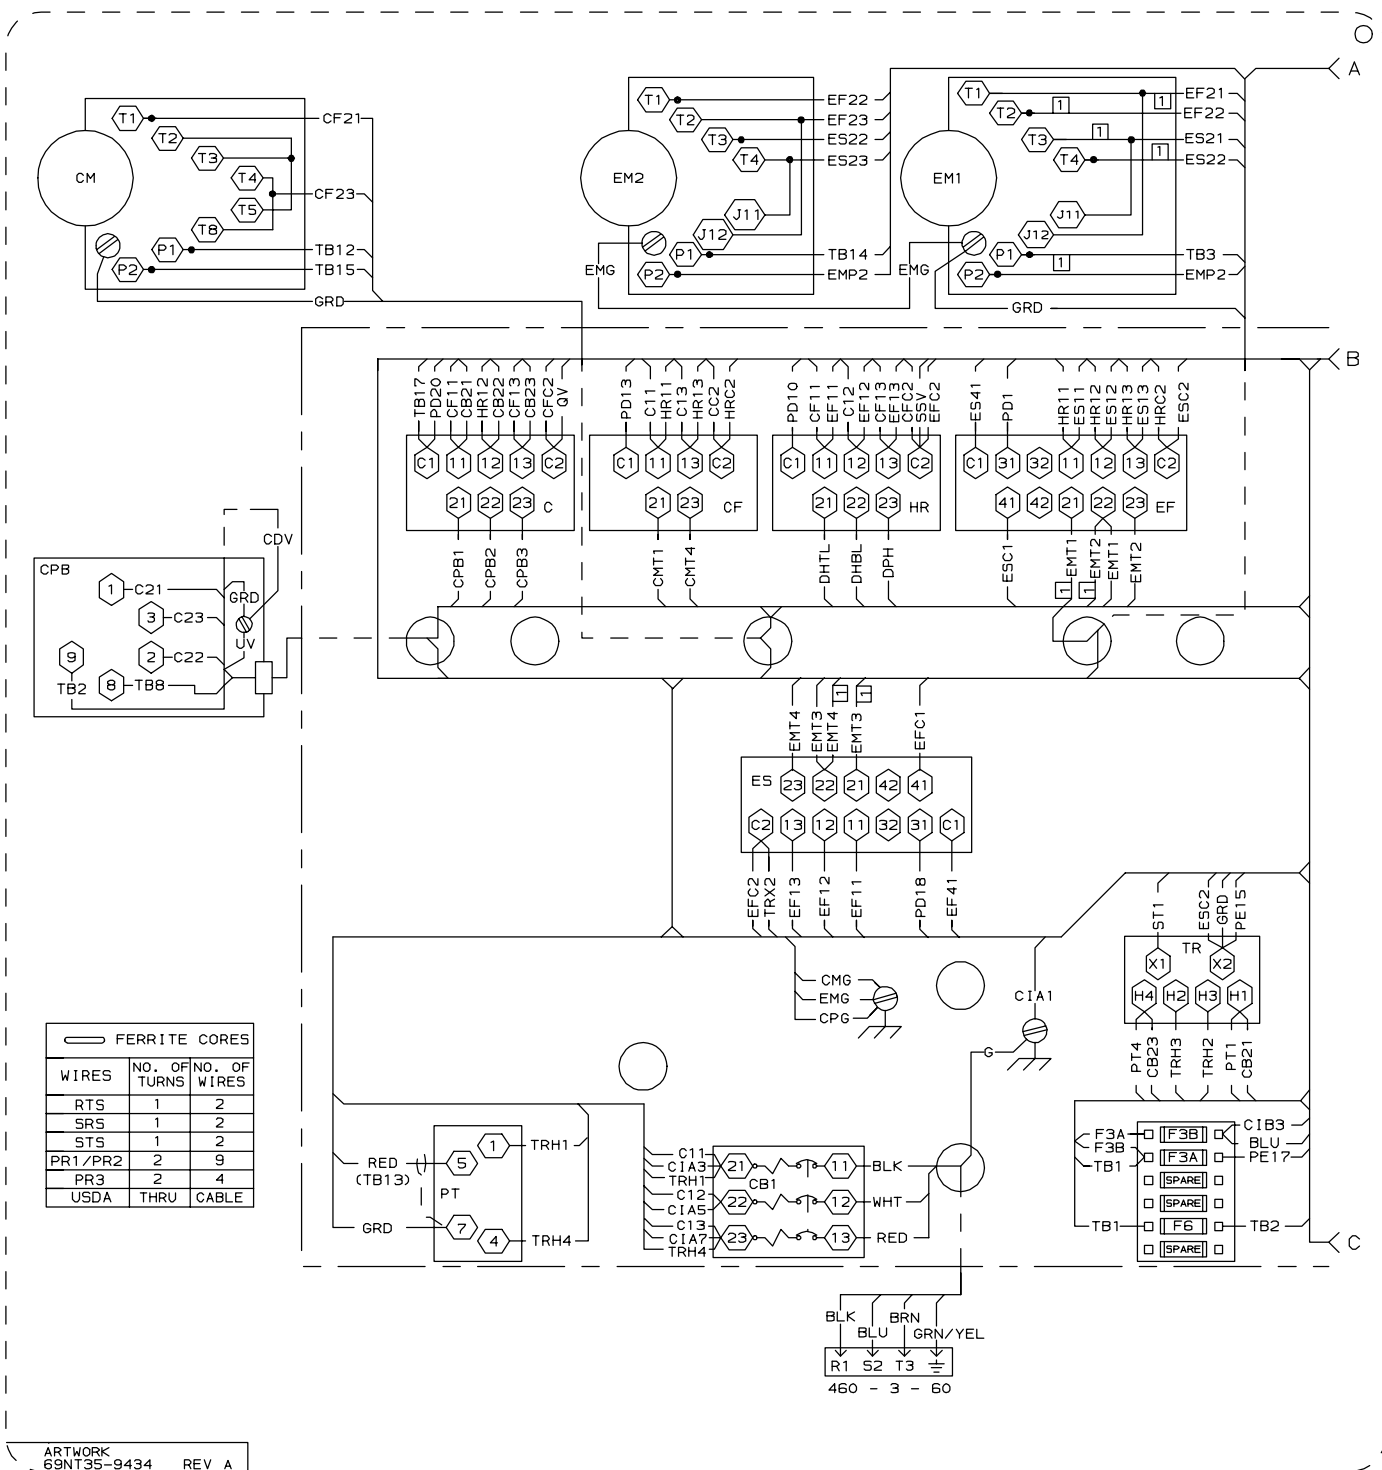 A
T1
CF21
T2
T3
CM
T4
CF23
T5
T8
P1
TB12
P2
TB15
GRD
T1
EF22
T2
EF23
T3
ES22
T4
ES23
EM2
J11
J12
P1
TB14
P2
EMP2
EMG
EMG
T1
1
EF21
T2
1
EF22
T3
1
ES21
T4
1
ES22
EM1
J11
J12
P1
TB3
P2
1
EMP2
GRD
B
TB17 PD20 CF11 CB21 HR12 CB22 CF13 CB23 CFC2 QV
C1 11 12 13 C2
21 22 23 C
CPB1 CPB2 CPB3
PD13 C11 HR11 C13 HR13 CC2 HRC2
C1 11 13 C2
21 23 CF
CMT1 CMT4
PD10 CF11 EF11 C12 EF12 CF13 EF13 CFC2 SSV EFC2
C1 11 12 13 C2
21 22 23 HR
DHTL DHBL DPH
ES41 PD1 HR11 ES11 HR12 ES12 HR13 ES13 HRC2 ESC2
C1 31 32 11 12 13 C2
41 42 21 22 23 EF
ESC1 EMT1 EMT2 EMT1 EMT2
1 1
CDV
CPB
1 C21
GRD
3 C23
UV
2 C22
9
TB2
8 TB8
EMT4 EMT3 EMT4 1 EMT3 1 EFC1
ES 23 22 21 42 41
C2 13 12 11 32 31 C1
EFC2 TRX2 EF13 EF12 EF11 PD18 EF41
CMG
EMG
CPG
CIA1
G
ST1 ESC2 GRD PE15
TR
X1 X2
H4 H2 H3 H1
PT4 CB23 TRH3 TRH2 PT1 CB21
FERRITE CORES
WIRES NO. OF TURNS NO. OF WIRES
RTS 1 2
SRS 1 2
STS 1 2
PR1/PR2 2 9
PR3 2 4
USDA THRU CABLE
1 TRH1
RED 5
(TB13)
PT
GRD 7
4 TRH4
C11
CIA3 21 11 BLK
TRH1
CB1
C12
CIA5 22 12 WHT
C13
CIA7 23 13 RED
TRH4
F3A F3B CIB3
F3B BLU
TB1 F3A PE17
SPARE
SPARE
TB1 F6 TB2
SPARE
C
BLK BLU BRN GRN/YEL
R1 S2 T3
460 - 3 - 60
ARTWORK
69NT35-9434 REV A